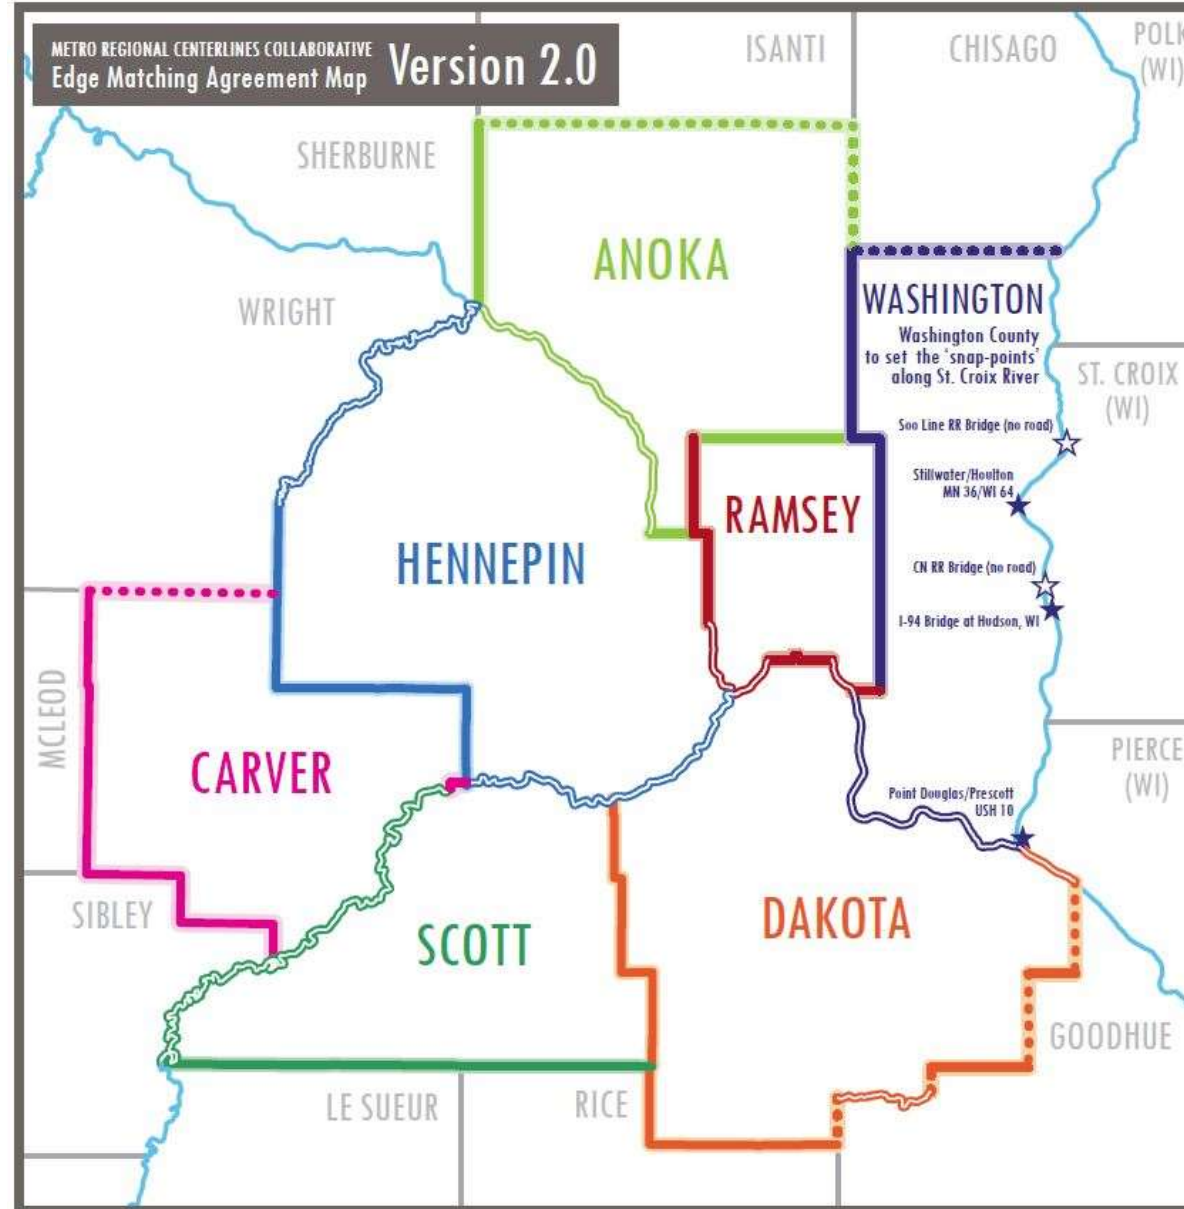 METRO REGIONAL CENTERLINES COLLABORATIVE
Edge Matching Agreement Map
Version 2.0
ISANTI
CHISAGO
POLK
(WI)
SHERBURNE
ANOKA
WRIGHT
WASHINGTON
Washington County
to set the 'snap-points'
along St. Croix River
ST. CROIX
(WI)
Soo Line RR Bridge (no road)
Stillwater/Houlton
MN 36/WI 64
RAMSEY
HENNEPIN
CN RR Bridge (no road)
I-94 Bridge at Hudson, WI
MCLEOD
CARVER
PIERCE
(WI)
Point Douglas/Prescott
USH 10
SIBLEY
SCOTT
DAKOTA
GOODHUE
LE SUEUR
RICE